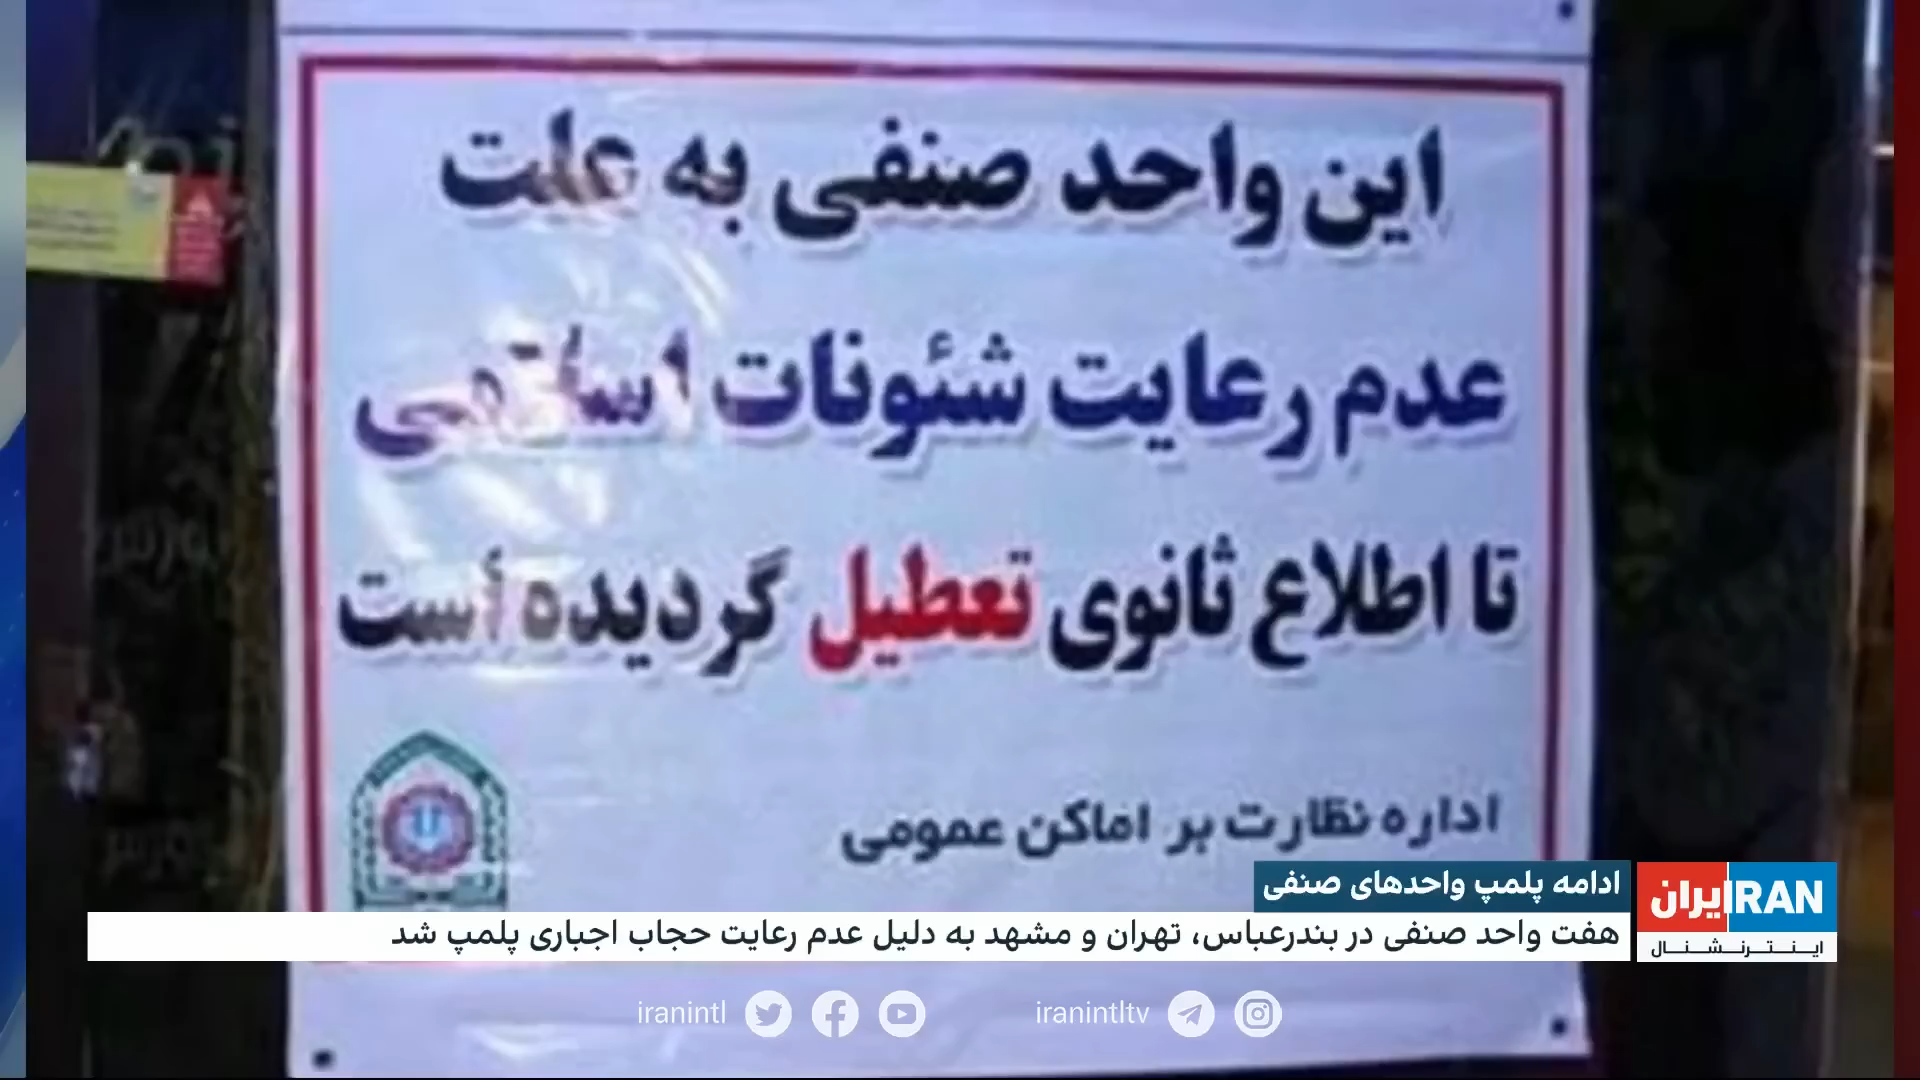 این واحد صنفی به علت
عدم رعایت شئونات اسلامی
تا اطلاع ثانوی تعطیل گردیده است
اداره نظارت بر اماکن عمومی
ادامه پلمپ واحدهای صنفی
هفت واحد صنفی در بندرعباس، تهران و مشهد به دلیل عدم رعایت حجاب اجباری پلمپ شد
ایران IRAN
اینترنشنال
iranintl
iranintltv